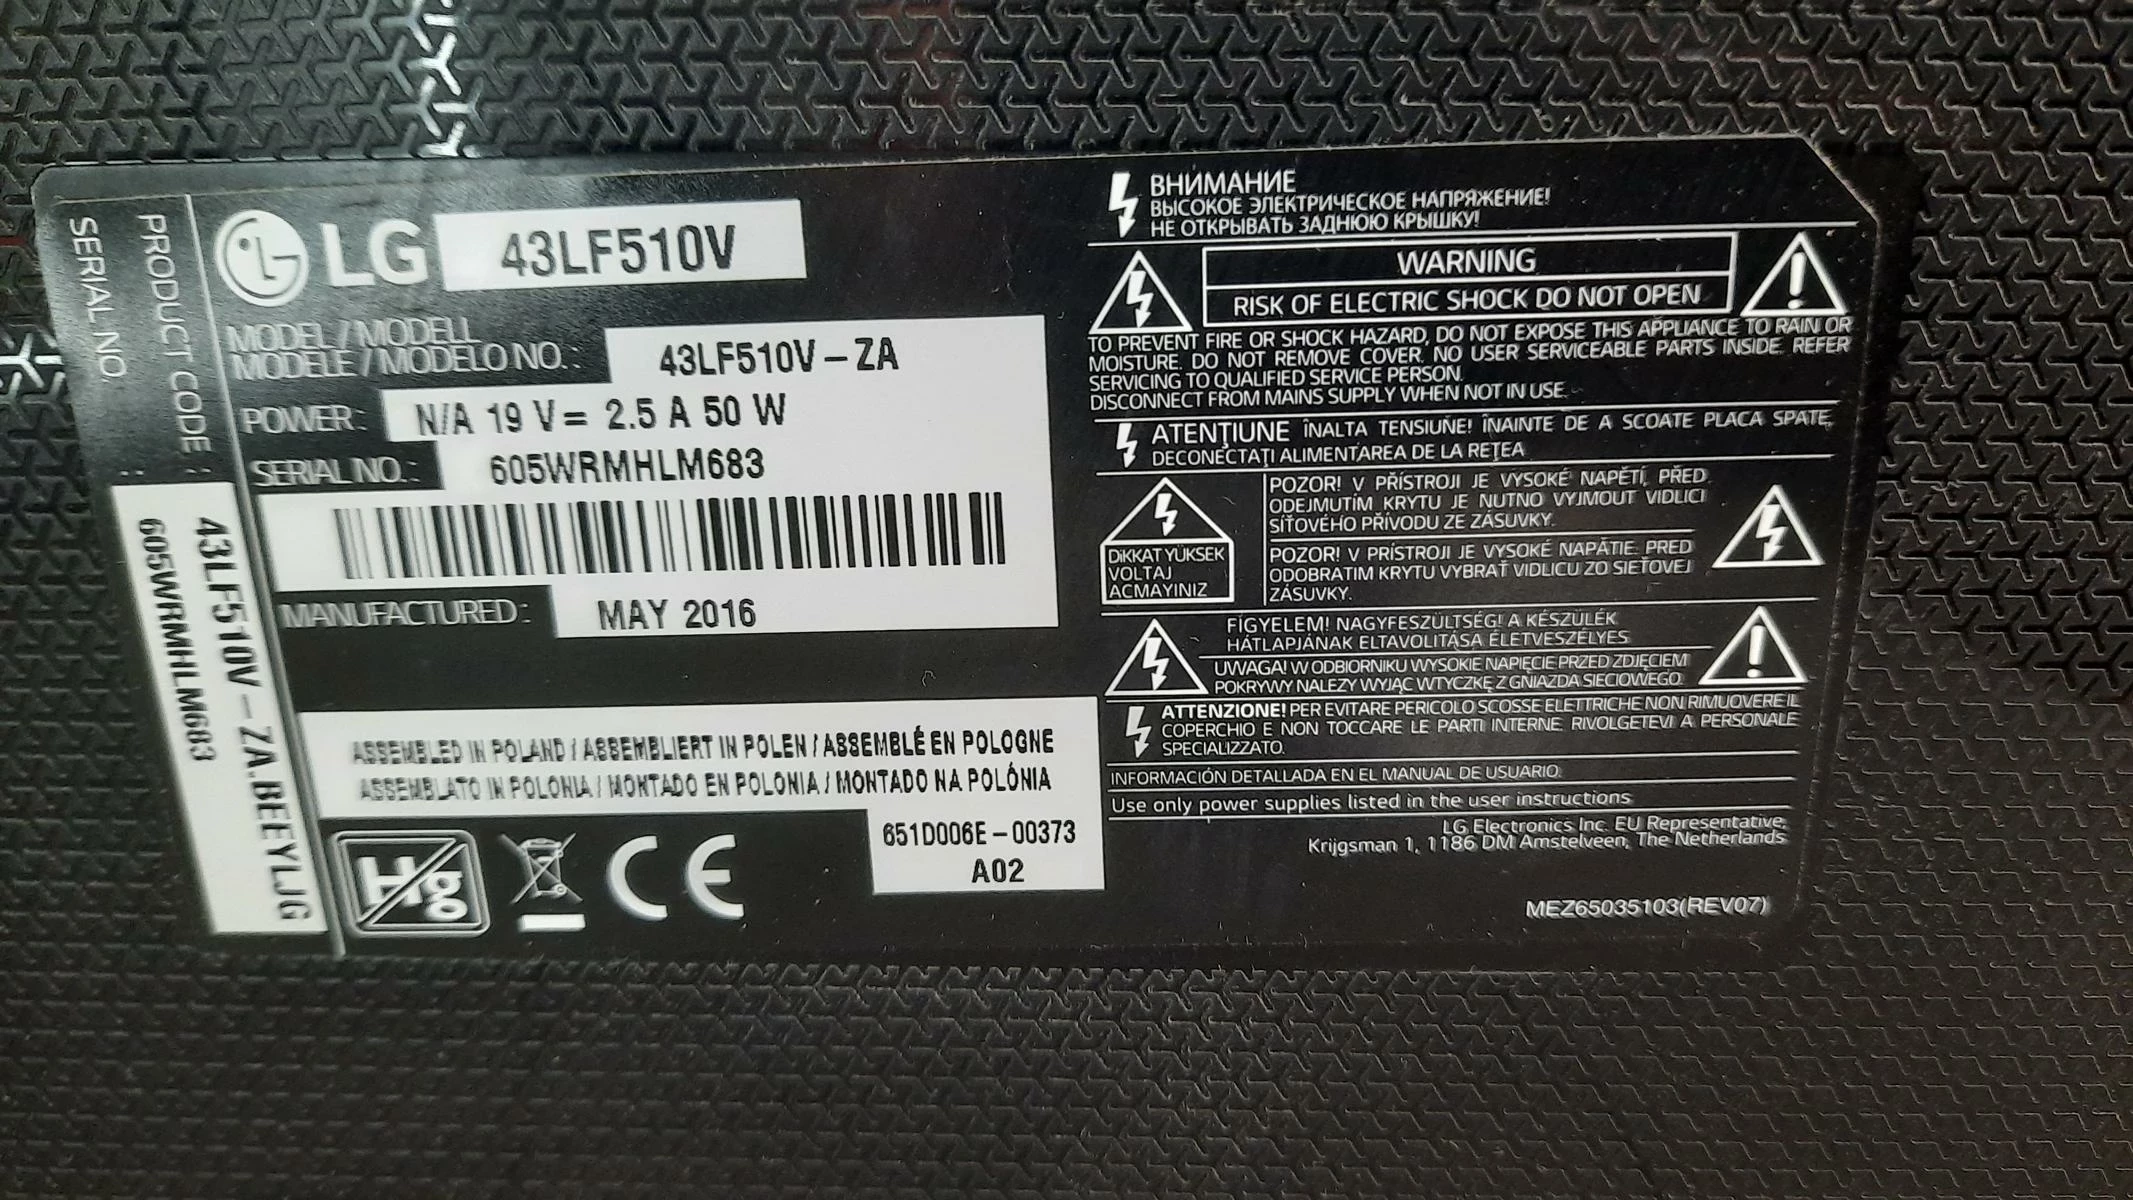 SERIAL NO. : 605WRMHLM683
PRODUCT CODE : 43LF510V-ZA.BEEYLJG
LG 43LF510V
MODEL / MODELL
MODÈLE / MODELO NO. : 43LF510V-ZA
POWER : N/A 19 V= 2.5 A 50 W
SERIAL NO. : 605WRMHLM683
MANUFACTURED : MAY 2016
ASSEMBLED IN POLAND / ASSEMBLIERT IN POLEN / ASSEMBLÉ EN POLOGNE
ASSEMBLATO IN POLONIA / MONTADO EN POLONIA / MONTADO NA POLÓNIA
651D006E-00373
A02
Hg
CE
ВНИМАНИЕ
ВЫСОКОЕ ЭЛЕКТРИЧЕСКОЕ НАПРЯЖЕНИЕ!
НЕ ОТКРЫВАТЬ ЗАДНЮЮ КРЫШКУ!
WARNING
RISK OF ELECTRIC SHOCK DO NOT OPEN
TO PREVENT FIRE OR SHOCK HAZARD, DO NOT EXPOSE THIS APPLIANCE TO RAIN OR
MOISTURE. DO NOT REMOVE COVER. NO USER SERVICEABLE PARTS INSIDE. REFER
SERVICING TO QUALIFIED SERVICE PERSON.
DISCONNECT FROM MAINS SUPPLY WHEN NOT IN USE.
ATENŢIUNE ÎNALTA TENSIUNE! ÎNAINTE DE A SCOATE PLACA SPATE,
DECONECTAŢI ALIMENTAREA DE LA REŢEA
DİKKAT YÜKSEK
VOLTAJ
ACMAYINIZ
POZOR! V PŘÍSTROJI JE VYSOKÉ NAPĚTÍ, PŘED
ODEJMUTÍM KRYTU JE NUTNO VYJMOUT VIDLICI
SÍŤOVÉHO PŘÍVODU ZE ZÁSUVKY.
POZOR! V PRÍSTROJI JE VYSOKÉ NAPÄTIE. PRED
ODOBRATIM KRYTU VYBRAŤ VIDLICU ZO SIEŤOVEJ
ZÁSUVKY.
FIGYELEM! NAGYFESZÜLTSÉG! A KÉSZÜLÉK
HÁTLAPJÁNAK ELTAVOLITÁSA ÉLETVESZÉLYES
UWAGA! W ODBIORNIKU WYSOKIE NAPIĘCIE PRZED ZDJĘCIEM
POKRYWY NALEZY WYJĄC WTYCZKĘ Z GNIAZDA SIECIOWEGO.
ATTENZIONE! PER EVITARE PERICOLO SCOSSE ELETTRICHE NON RIMUOVERE IL
COPERCHIO E NON TOCCARE LE PARTI INTERNE. RIVOLGETEVI A PERSONALE
SPECIALIZZATO.
INFORMACIÓN DETALLADA EN EL MANUAL DE USUARIO.
Use only power supplies listed in the user instructions
LG Electronics Inc. EU Representative,
Krijgsman 1, 1186 DM Amstelveen, The Netherlands
MEZ65035103(REV07)